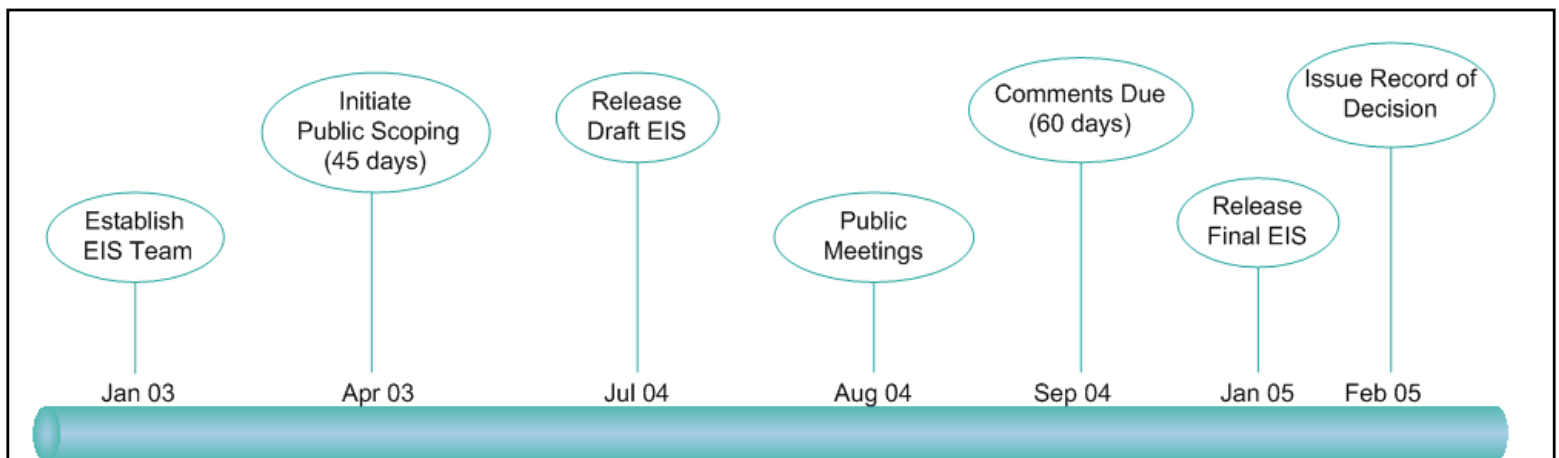 Establish
EIS Team
Initiate
Public Scoping
(45 days)
Release
Draft EIS
Public
Meetings
Comments Due
(60 days)
Release
Final EIS
Issue Record of
Decision
Jan 03
Apr 03
Jul 04
Aug 04
Sep 04
Jan 05
Feb 05